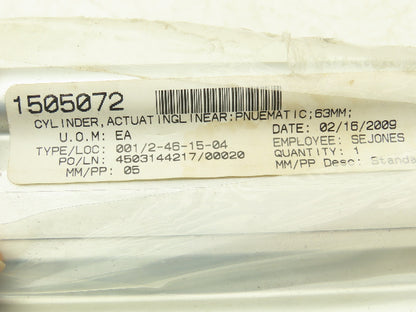 1505072
CYLINDER,ACTUATINGLINEAR;PNUEMATIC;63MM;
U.O.M: EA
DATE: 02/16/2009
TYPE/LOC: 001/2-46-15-04
EMPLOYEE: SEJONES
PO/LN: 4503144217/00020
QUANTITY: 1
MM/PP: 05
MM/PP Desc: Standa